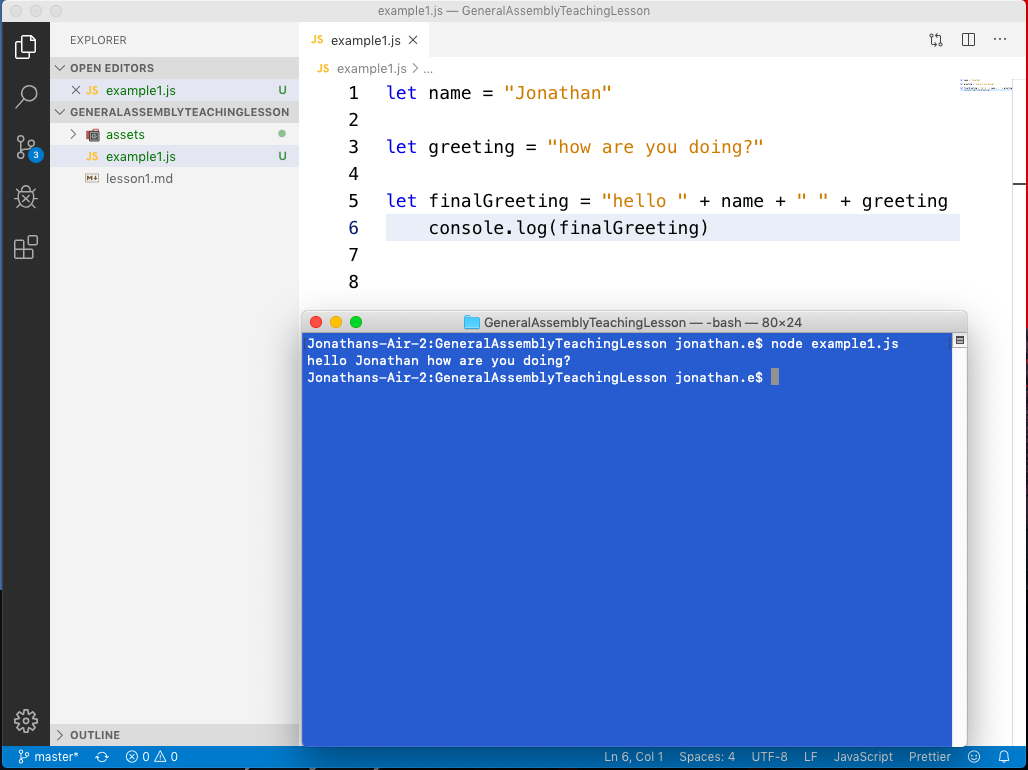 example1.js — GeneralAssemblyTeachingLesson
EXPLORER
OPEN EDITORS
JS example1.js U
GENERALASSEMBLYTEACHINGLESSON
assets
JS example1.js U
M↓ lesson1.md
OUTLINE
3
JS example1.js
JS example1.js > ...
1 let name = "Jonathan"
2
3 let greeting = "how are you doing?"
4
5 let finalGreeting = "hello " + name + " " + greeting
6 console.log(finalGreeting)
7
8
GeneralAssemblyTeachingLesson — -bash — 80×24
[Jonathans-Air-2:GeneralAssemblyTeachingLesson jonathan.e$ node example1.js ]
hello Jonathan how are you doing?
Jonathans-Air-2:GeneralAssemblyTeachingLesson jonathan.e$
master* 0 0 Ln 6, Col 1 Spaces: 4 UTF-8 LF JavaScript Prettier